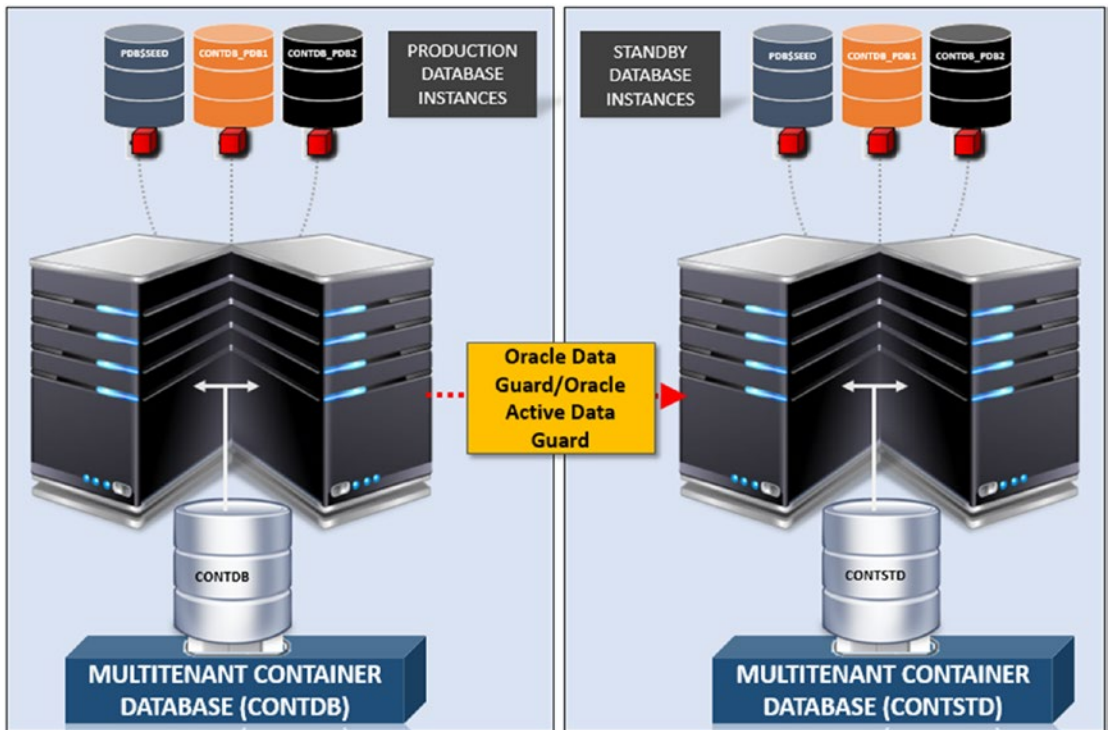 PDB$SEED
CONTDB_PDB1
CONTDB_PDB2
PRODUCTION
DATABASE
INSTANCES
CONTDB
MULTITENANT CONTAINER
DATABASE (CONTDB)
Oracle Data
Guard/Oracle
Active Data
Guard
STANDBY
DATABASE
INSTANCES
PDB$SEED
CONTDB_PDB1
CONTDB_PDB2
CONTSTD
MULTITENANT CONTAINER
DATABASE (CONTSTD)